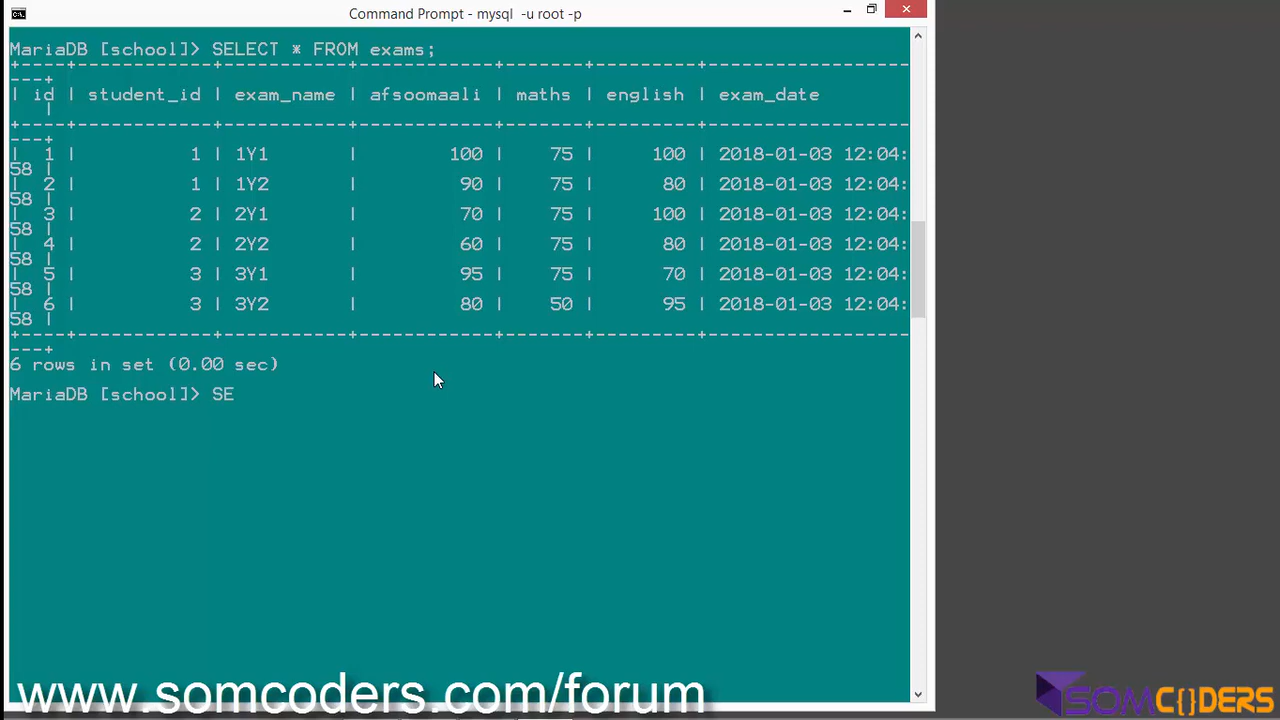 Command Prompt - mysql  -u root -p
MariaDB [school]> SELECT * FROM exams;
+----+------------+-----------+------------+-------+---------+------------------
---+
| id | student_id | exam_name | afsoomaali | maths | english | exam_date
   |
+----+------------+-----------+------------+-------+---------+------------------
---+
|  1 |          1 | 1Y1       |        100 |    75 |     100 | 2018-01-03 12:04:
58 |
|  2 |          1 | 1Y2       |         90 |    75 |      80 | 2018-01-03 12:04:
58 |
|  3 |          2 | 2Y1       |         70 |    75 |     100 | 2018-01-03 12:04:
58 |
|  4 |          2 | 2Y2       |         60 |    75 |      80 | 2018-01-03 12:04:
58 |
|  5 |          3 | 3Y1       |         95 |    75 |      70 | 2018-01-03 12:04:
58 |
|  6 |          3 | 3Y2       |         80 |    50 |      95 | 2018-01-03 12:04:
58 |
+----+------------+-----------+------------+-------+---------+------------------
---+
6 rows in set (0.00 sec)
MariaDB [school]> SE
www.somcoders.com/forum
SOMC{}DERS